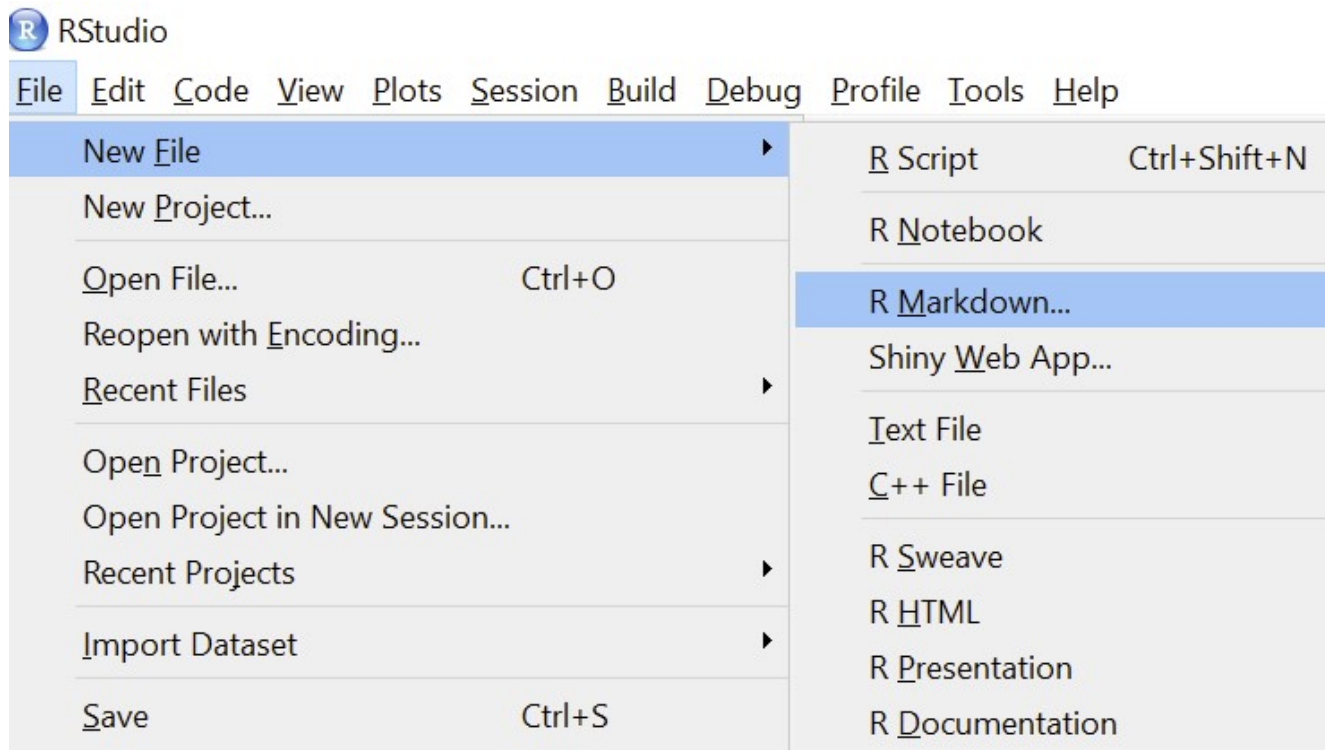 R RStudio
File Edit Code View Plots Session Build Debug Profile Tools Help
New File
New Project...
Open File... Ctrl+O
Reopen with Encoding...
Recent Files
Open Project...
Open Project in New Session...
Recent Projects
Import Dataset
Save Ctrl+S
R Script Ctrl+Shift+N
R Notebook
R Markdown...
Shiny Web App...
Text File
C++ File
R Sweave
R HTML
R Presentation
R Documentation